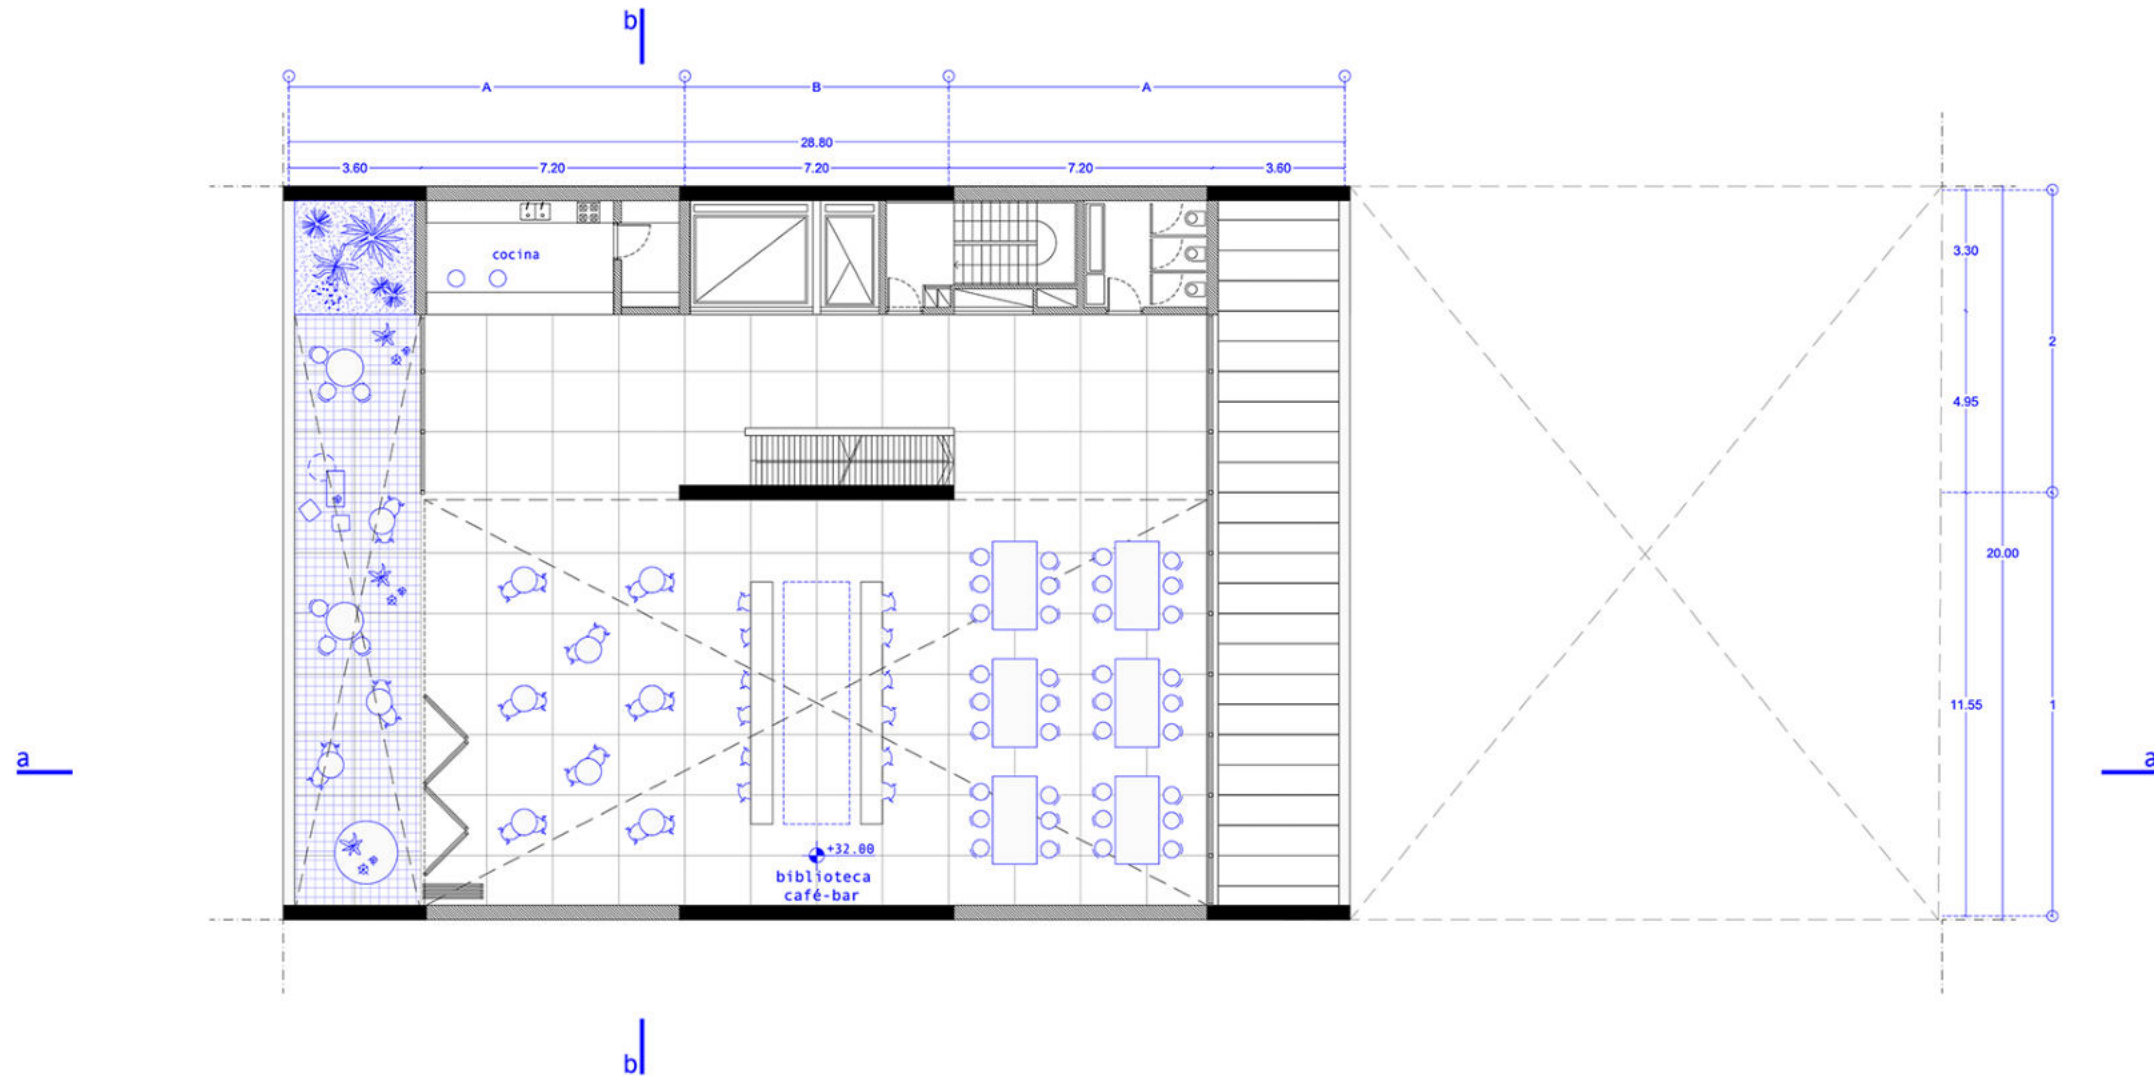 b
A B A
28.80
3.60 7.20 7.20 7.20 3.60
cocina
3.30
2
4.95
20.00
11.55
1
a
a
+32.00
biblioteca
café-bar
b